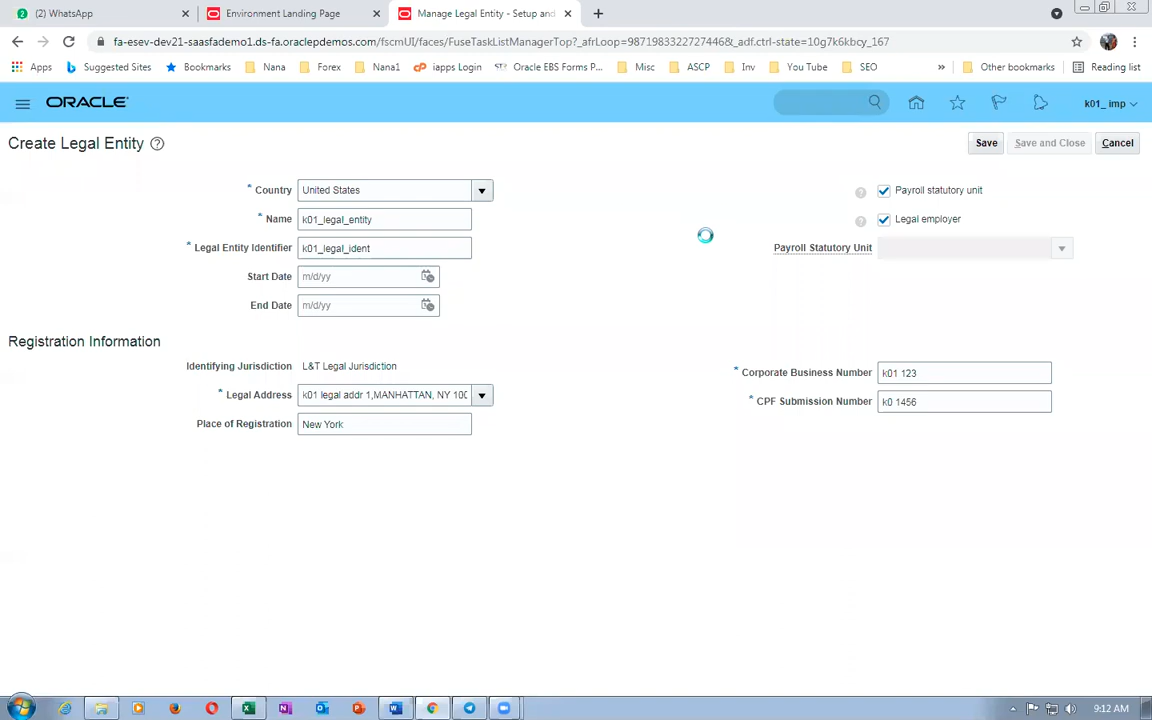 2 WhatsApp
Environment Landing Page
Manage Legal Entity - Setup and
fa-esev-dev21-saasfademo1.ds-fa.oraclepdemos.com/fscmUI/faces/FuseTaskListManagerTop?_afrLoop=9871983322727446&_adf.ctrl-state=10g7k6kbcy_167
Apps Suggested Sites Bookmarks Nana Forex Nana1 iapps Login Oracle EBS Forms P... Misc ASCP Inv You Tube SEO » Other bookmarks Reading list
ORACLE
k01_ imp
Create Legal Entity ?
Save
Save and Close
Cancel
* Country United States
* Name k01_legal_entity
* Legal Entity Identifier k01_legal_ident
Start Date m/d/yy
End Date m/d/yy
? Payroll statutory unit
? Legal employer
Payroll Statutory Unit
Registration Information
Identifying Jurisdiction L&T Legal Jurisdiction
* Legal Address k01 legal addr 1,MANHATTAN, NY 100
Place of Registration New York
* Corporate Business Number k01 123
* CPF Submission Number k0 1456
9:12 AM